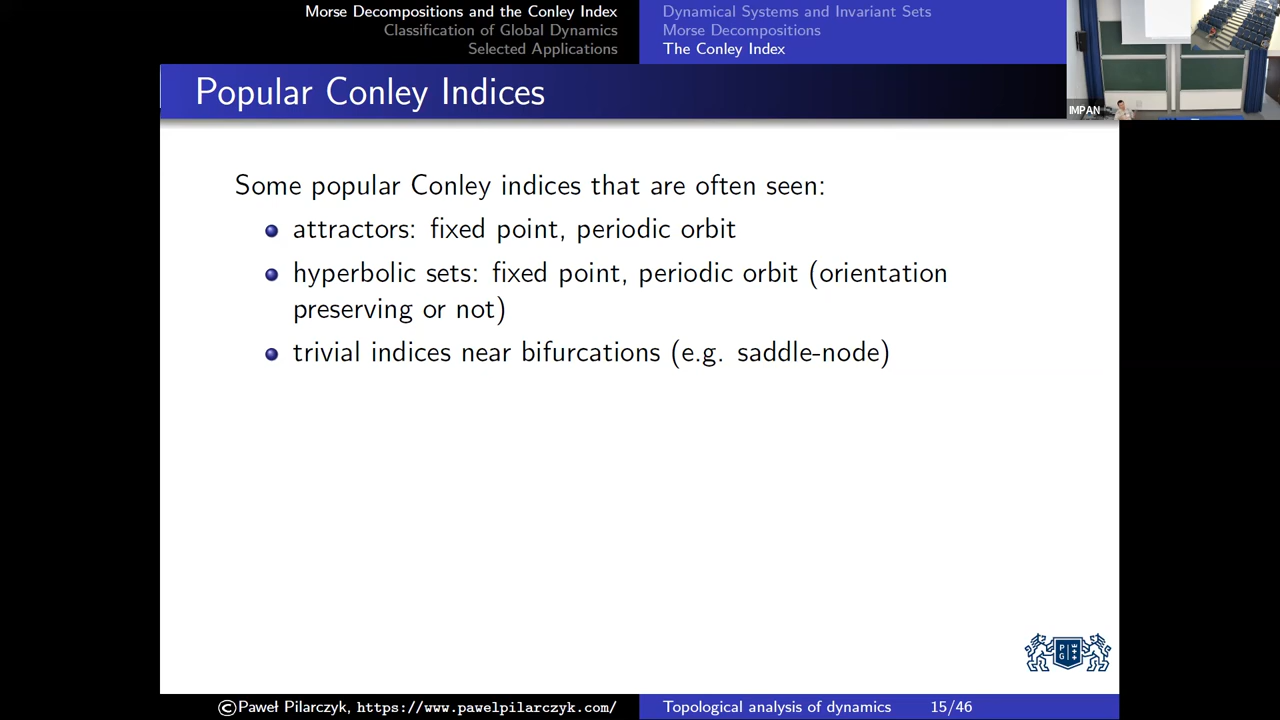 Morse Decompositions and the Conley Index
Classification of Global Dynamics
Selected Applications
Dynamical Systems and Invariant Sets
Morse Decompositions
The Conley Index
IMPAN
Popular Conley Indices
Some popular Conley indices that are often seen:
attractors: fixed point, periodic orbit
hyperbolic sets: fixed point, periodic orbit (orientation
preserving or not)
trivial indices near bifurcations (e.g. saddle-node)
P G
©Paweł Pilarczyk, https://www.pawelpilarczyk.com/
Topological analysis of dynamics
15/46